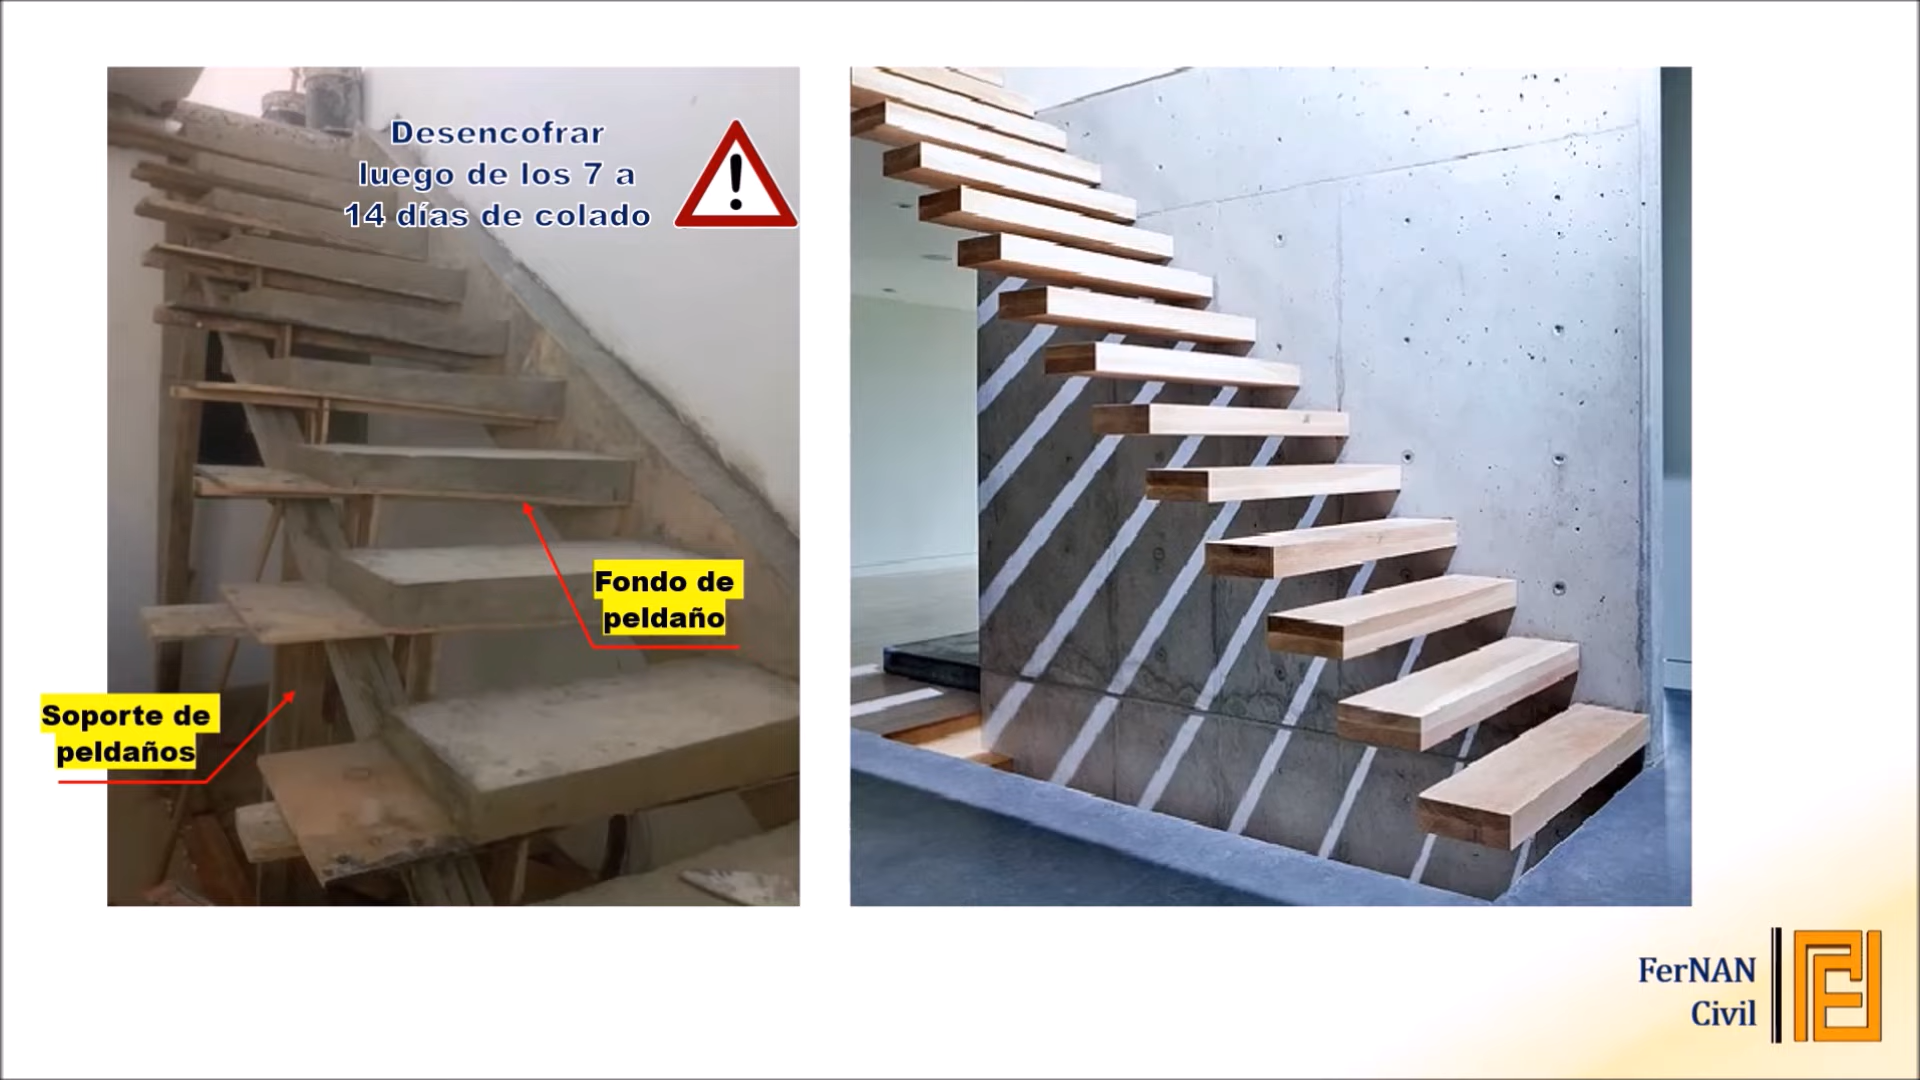 Desencofrar
luego de los 7 a
14 días de colado
Fondo de
peldaño
Soporte de
peldaños
FerNAN
Civil